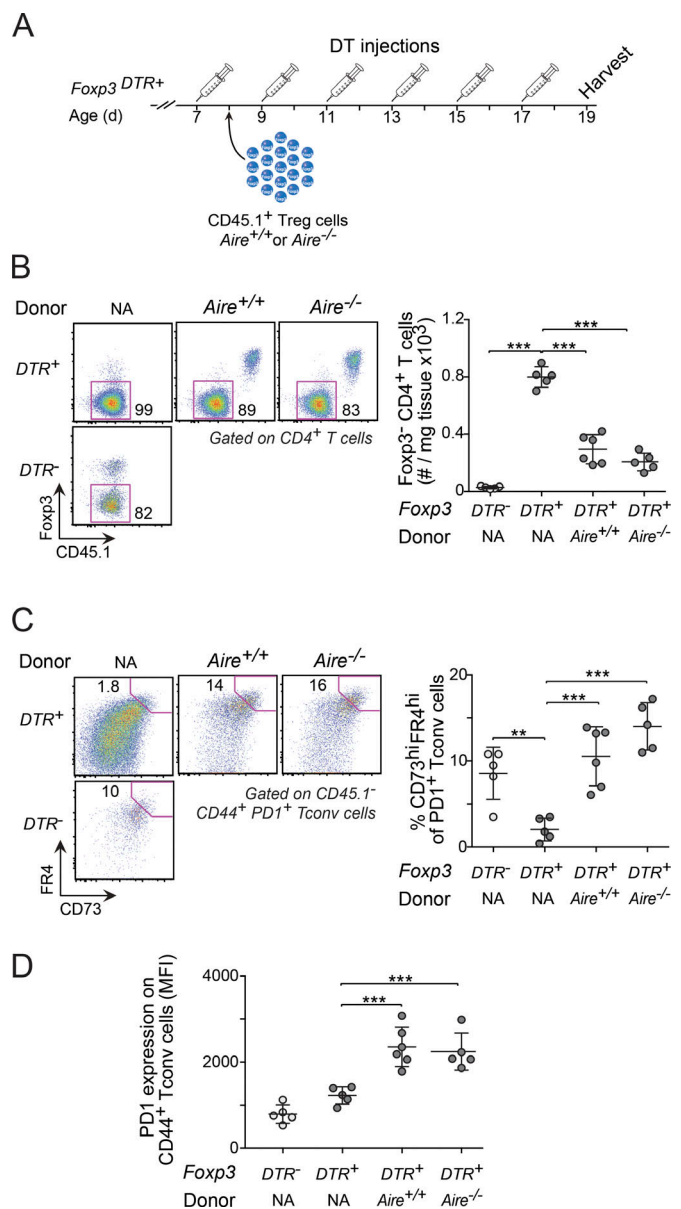 A
DT injections
Foxp3 DTR+
Harvest
Age (d)
7 9 11 13 15 17 19
CD45.1+ Treg cells
Aire+/+ or Aire-/-
B
Donor NA Aire+/+ Aire-/-
DTR+
99 89 83
Gated on CD4+ T cells
DTR-
82
Foxp3
CD45.1
Foxp3- CD4+ T cells
(# / mg tissue x10³)
1.2
0.8
0.4
0
*** *** ***
Foxp3 DTR- DTR+ DTR+ DTR+
Donor NA NA Aire+/+ Aire-/-
C
Donor NA Aire+/+ Aire-/-
DTR+
1.8 14 16
Gated on CD45.1-
CD44+ PD1+ Tconv cells
DTR-
10
FR4
CD73
% CD73hiFR4hi
of PD1+ Tconv cells
20
10
0
** *** ***
Foxp3 DTR- DTR+ DTR+ DTR+
Donor NA NA Aire+/+ Aire-/-
D
PD1 expression on
CD44+ Tconv cells (MFI)
4000
2000
0
*** ***
Foxp3 DTR- DTR+ DTR+ DTR+
Donor NA NA Aire+/+ Aire-/-